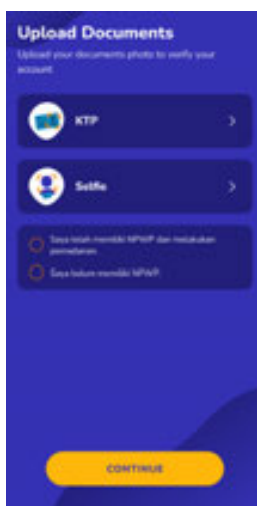 Upload Documents
Upload your documents photo to verify your
account
KTP
Selfie
Saya telah memiliki NPWP dan melakukan
pemadanan.
Saya belum memiliki NPWP.
CONTINUE